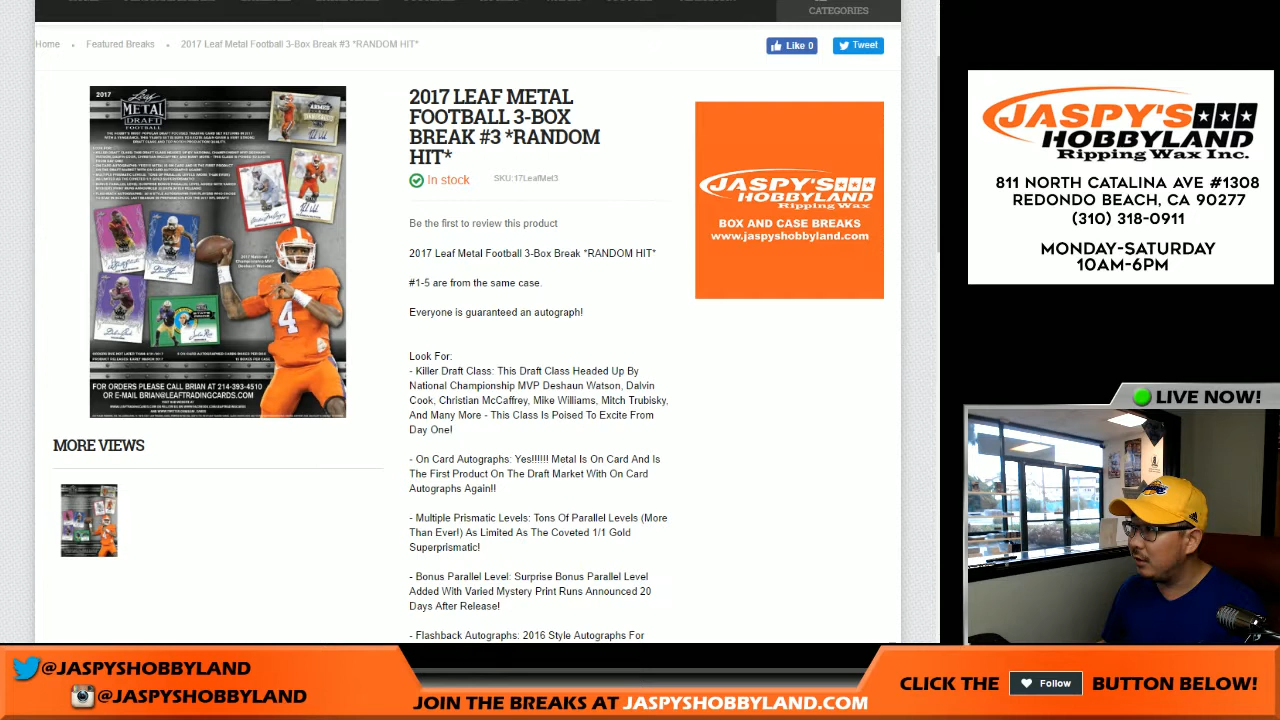 CATEGORIES
Home • Featured Breaks • 2017 Leaf Metal Football 3-Box Break #3 *RANDOM HIT*
Like 0
Tweet
2017
Leaf
METAL
DRAFT
FOOTBALL
2017 National
Championship MVP
Deshaun Watson
FOR ORDERS PLEASE CALL BRIAN AT 214-393-4510
OR E-MAIL BRIAN@LEAFTRADINGCARDS.COM
MORE VIEWS
2017 LEAF METAL
FOOTBALL 3-BOX
BREAK #3 *RANDOM
HIT*
In stock
SKU:17LeafMet3
Be the first to review this product
2017 Leaf Metal Football 3-Box Break *RANDOM HIT*
#1-5 are from the same case.
Everyone is guaranteed an autograph!
Look For:
- Killer Draft Class: This Draft Class Headed Up By
National Championship MVP Deshaun Watson, Dalvin
Cook, Christian McCaffrey, Mike Williams, Mitch Trubisky,
And Many More - This Class Is Poised To Excite From
Day One!
- On Card Autographs: Yes!!!!!! Metal Is On Card And Is
The First Product On The Draft Market With On Card
Autographs Again!!
- Multiple Prismatic Levels: Tons Of Parallel Levels (More
Than Ever!) As Limited As The Coveted 1/1 Gold
Superprismatic!
- Bonus Parallel Level: Surprise Bonus Parallel Level
Added With Varied Mystery Print Runs Announced 20
Days After Release!
- Flashback Autographs: 2016 Style Autographs For
JASPY'S
HOBBYLAND
Ripping Wax
BOX AND CASE BREAKS
www.jaspyshobbyland.com
JASPY'S
HOBBYLAND
Ripping Wax Inc.
811 NORTH CATALINA AVE #1308
REDONDO BEACH, CA 90277
(310) 318-0911
MONDAY-SATURDAY
10AM-6PM
LIVE NOW!
@JASPYSHOBBYLAND
@JASPYSHOBBYLAND
JOIN THE BREAKS AT JASPYSHOBBYLAND.COM
CLICK THE Follow BUTTON BELOW!